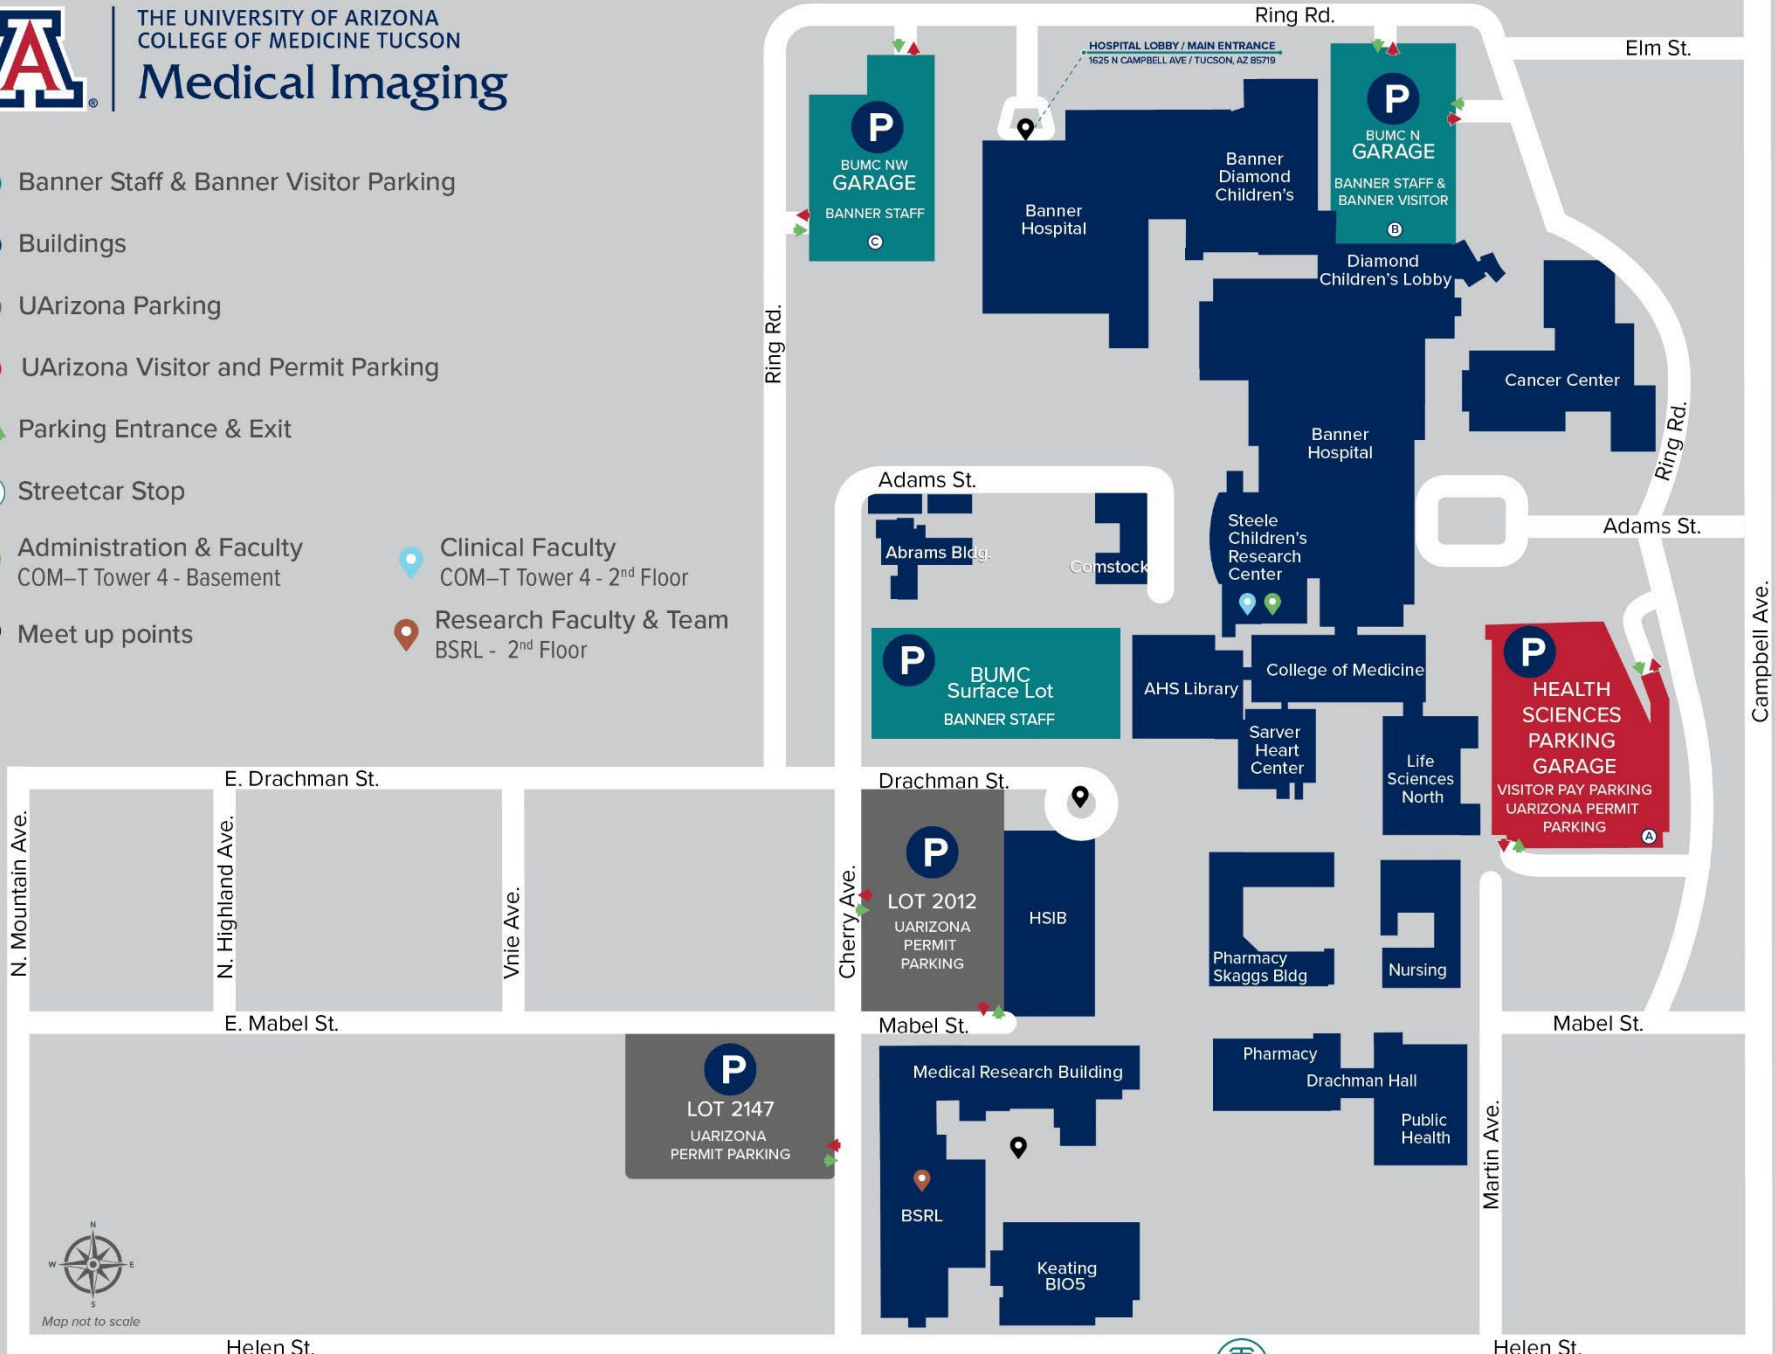 THE UNIVERSITY OF ARIZONA
COLLEGE OF MEDICINE TUCSON
Medical Imaging
A
®
Banner Staff & Banner Visitor Parking
Buildings
UArizona Parking
UArizona Visitor and Permit Parking
Parking Entrance & Exit
Streetcar Stop
Administration & Faculty
COM–T Tower 4 - Basement
Meet up points
Clinical Faculty
COM–T Tower 4 - 2nd Floor
Research Faculty & Team
BSRL - 2nd Floor
Ring Rd.
Elm St.
HOSPITAL LOBBY / MAIN ENTRANCE
1625 N CAMPBELL AVE / TUCSON, AZ 85719
P
BUMC NW
GARAGE
BANNER STAFF
C
Banner
Hospital
Banner
Diamond
Children's
P
BUMC N
GARAGE
BANNER STAFF &
BANNER VISITOR
B
Diamond
Children's Lobby
Ring Rd.
Cancer Center
Ring Rd.
Banner
Hospital
Adams St.
Adams St.
Abrams Bldg.
Comstock
Steele
Children's
Research
Center
P
BUMC
Surface Lot
BANNER STAFF
AHS Library
College of Medicine
Sarver
Heart
Center
Life
Sciences
North
P
HEALTH
SCIENCES
PARKING
GARAGE
VISITOR PAY PARKING
UARIZONA PERMIT
PARKING
A
Campbell Ave.
E. Drachman St.
Drachman St.
N. Mountain Ave.
N. Highland Ave.
Vnie Ave.
Cherry Ave.
P
LOT 2012
UARIZONA
PERMIT
PARKING
HSIB
Pharmacy
Skaggs Bldg
Nursing
E. Mabel St.
Mabel St.
Mabel St.
P
LOT 2147
UARIZONA
PERMIT PARKING
Medical Research Building
Pharmacy
Drachman Hall
Public
Health
Martin Ave.
BSRL
Keating
BIO5
N
W
E
S
Map not to scale
Helen St.
Helen St.